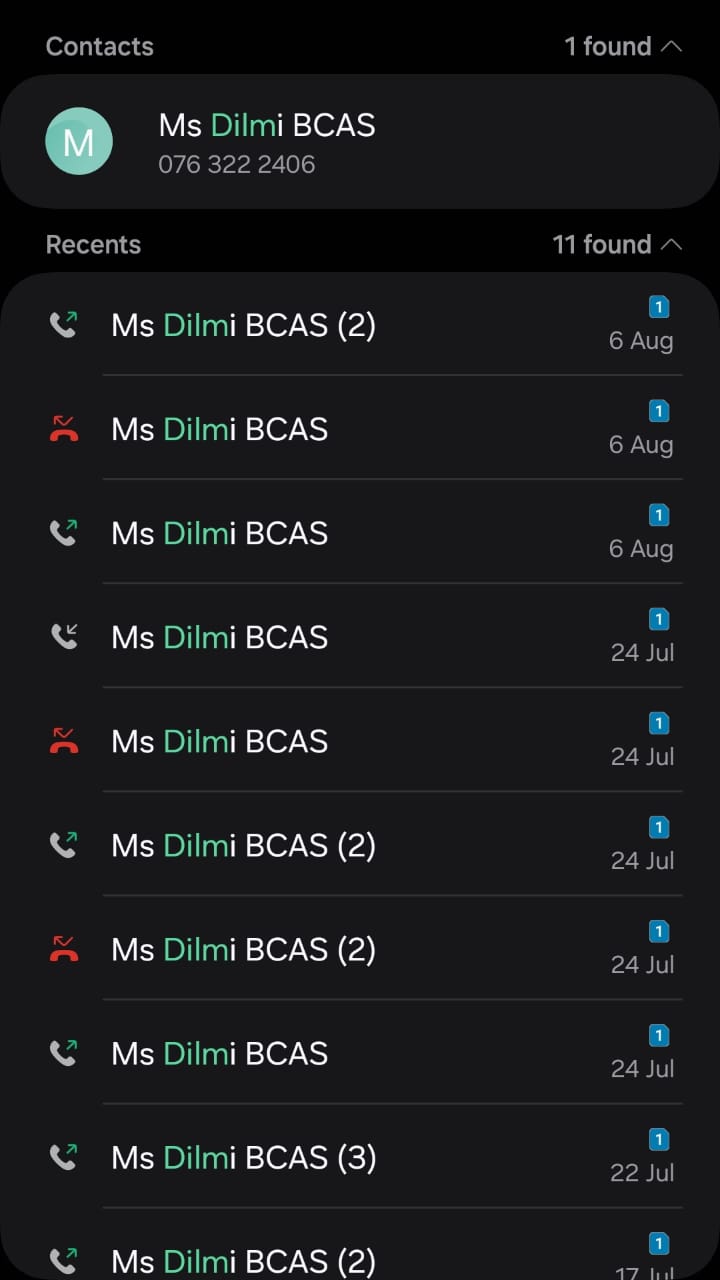 Contacts 1 found
M
Ms Dilmi BCAS
076 322 2406
Recents 11 found
1
Ms Dilmi BCAS (2)
6 Aug
1
Ms Dilmi BCAS
6 Aug
1
Ms Dilmi BCAS
6 Aug
1
Ms Dilmi BCAS
24 Jul
1
Ms Dilmi BCAS
24 Jul
1
Ms Dilmi BCAS (2)
24 Jul
1
Ms Dilmi BCAS (2)
24 Jul
1
Ms Dilmi BCAS
24 Jul
1
Ms Dilmi BCAS (3)
22 Jul
1
Ms Dilmi BCAS (2)
17 Jul